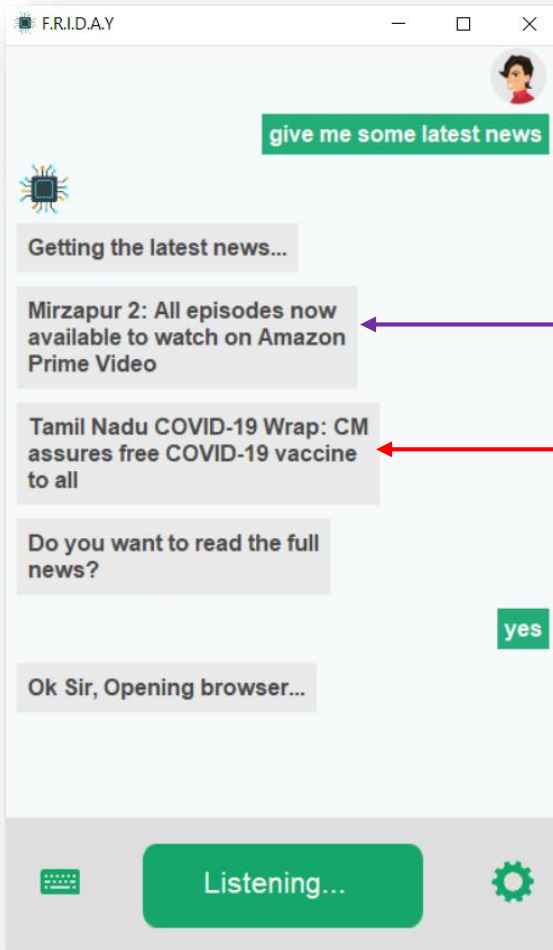 F.R.I.D.A.Y
give me some latest news
Getting the latest news...
Mirzapur 2: All episodes now
available to watch on Amazon
Prime Video
Tamil Nadu COVID-19 Wrap: CM
assures free COVID-19 vaccine
to all
Do you want to read the full
news?
yes
Ok Sir, Opening browser...
Listening...